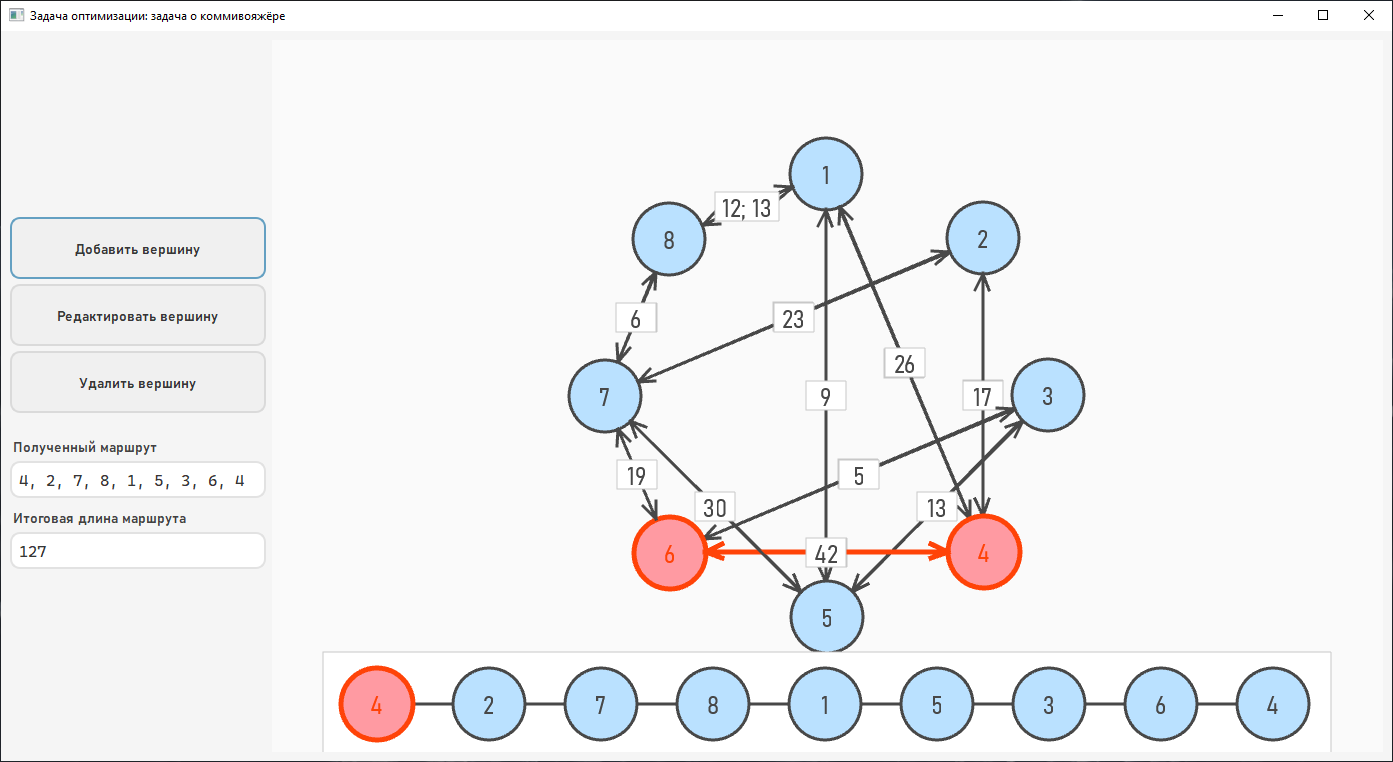 Задача оптимизации: задача о коммивояжёре
Добавить вершину
Редактировать вершину
Удалить вершину
Полученный маршрут
4, 2, 7, 8, 1, 5, 3, 6, 4
Итоговая длина маршрута
127
1
12; 13
8
2
6
23
26
7
9
17
3
19
5
30
13
6
42
4
5
4 2 7 8 1 5 3 6 4